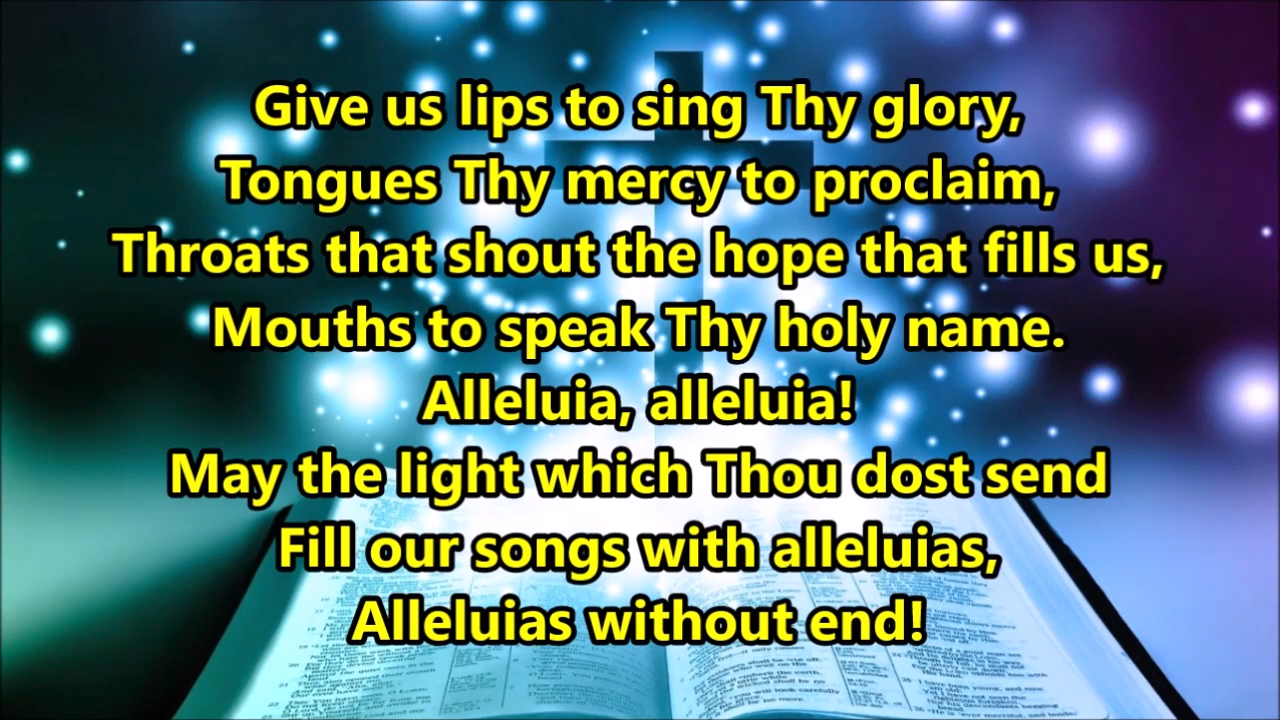 Give us lips to sing Thy glory,
Tongues Thy mercy to proclaim,
Throats that shout the hope that fills us,
Mouths to speak Thy holy name.
Alleluia, alleluia!
May the light which Thou dost send
Fill our songs with alleluias,
Alleluias without end!